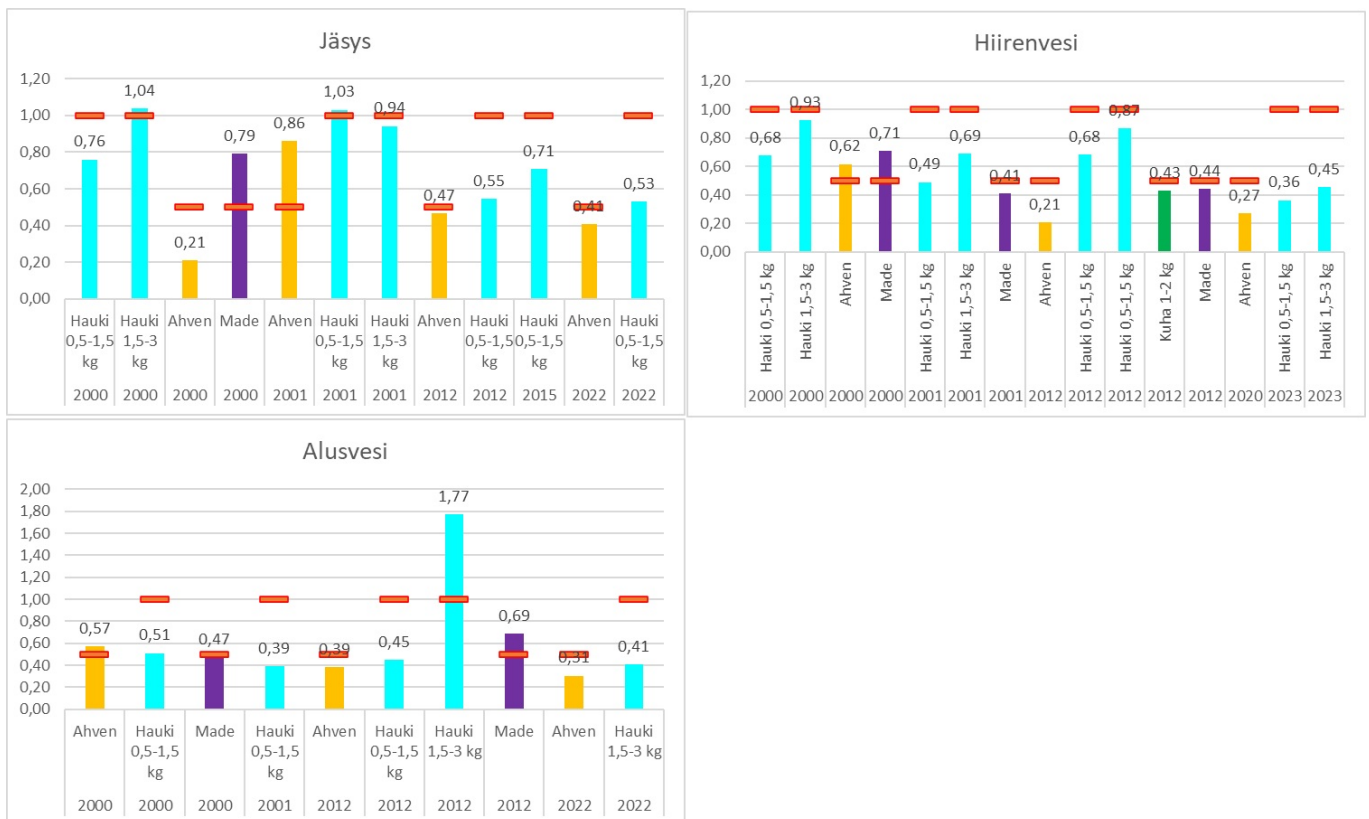 Jäsys
1,20
1,00
0,80
0,60
0,40
0,20
0,00
0,76 1,04 0,21 0,79 0,86 1,03 0,94 0,47 0,55 0,71 0,41 0,53
Hauki Hauki Ahven Made Ahven Hauki Hauki Ahven Hauki Hauki Ahven Hauki
0,5-1,5 1,5-3 0,5-1,5 1,5-3 0,5-1,5 0,5-1,5 0,5-1,5
kg kg kg kg kg kg kg
2000 2000 2000 2000 2001 2001 2001 2012 2012 2015 2022 2022
Hiirenvesi
1,20
1,00
0,80
0,60
0,40
0,20
0,00
0,68 0,93 0,62 0,71 0,49 0,69 0,41 0,21 0,68 0,87 0,43 0,44 0,27 0,36 0,45
Hauki 0,5-1,5 kg
Hauki 1,5-3 kg
Ahven
Made
Hauki 0,5-1,5 kg
Hauki 1,5-3 kg
Made
Ahven
Hauki 0,5-1,5 kg
Hauki 0,5-1,5 kg
Kuha 1-2 kg
Made
Ahven
Hauki 0,5-1,5 kg
Hauki 1,5-3 kg
2000 2000 2000 2000 2001 2001 2001 2012 2012 2012 2012 2012 2020 2023 2023
Alusvesi
2,00
1,80
1,60
1,40
1,20
1,00
0,80
0,60
0,40
0,20
0,00
0,57 0,51 0,47 0,39 0,39 0,45 1,77 0,69 0,31 0,41
Ahven Hauki Made Hauki Ahven Hauki Hauki Made Ahven Hauki
0,5-1,5 0,5-1,5 0,5-1,5 1,5-3 kg 1,5-3 kg
kg kg kg
2000 2000 2000 2001 2012 2012 2012 2012 2022 2022